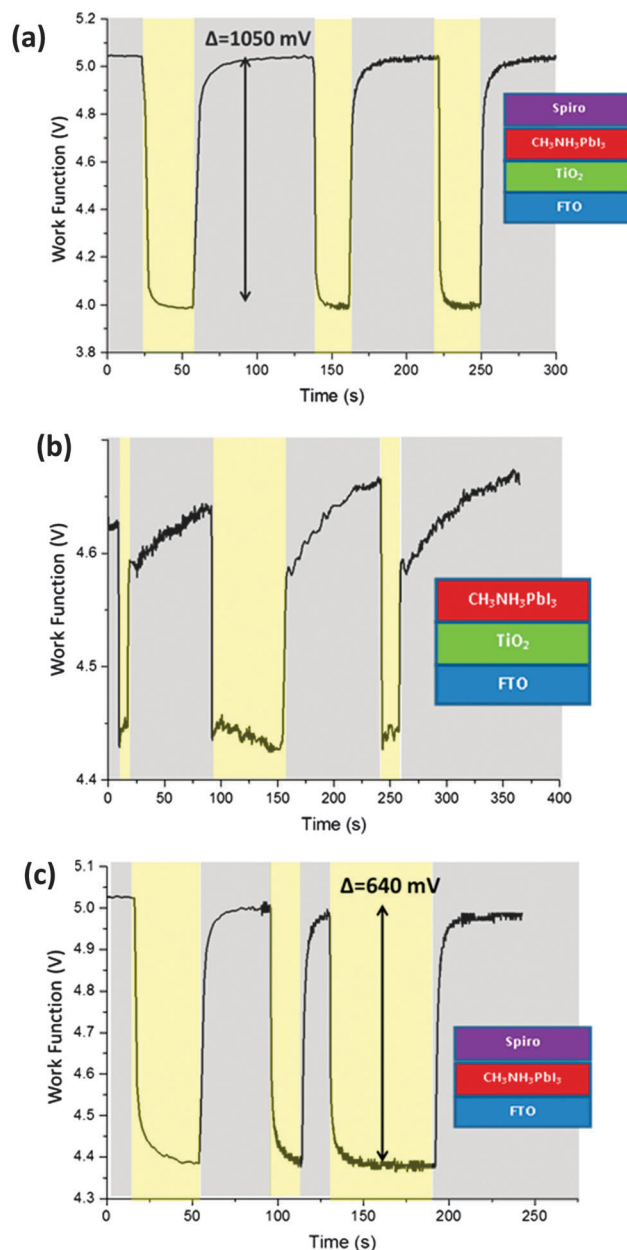 (a)
Δ=1050 mV
5.2
5.0
4.8
4.6
4.4
4.2
4.0
3.8
Work Function (V)
0 50 100 150 200 250 300
Time (s)
Spiro
CH₃NH₃PbI₃
TiO₂
FTO
(b)
4.6
4.5
4.4
Work Function (V)
0 50 100 150 200 250 300 350 400
Time (s)
CH₃NH₃PbI₃
TiO₂
FTO
(c)
Δ=640 mV
5.1
5.0
4.9
4.8
4.7
4.6
4.5
4.4
4.3
Work Function (V)
0 50 100 150 200 250
Time (s)
Spiro
CH₃NH₃PbI₃
FTO